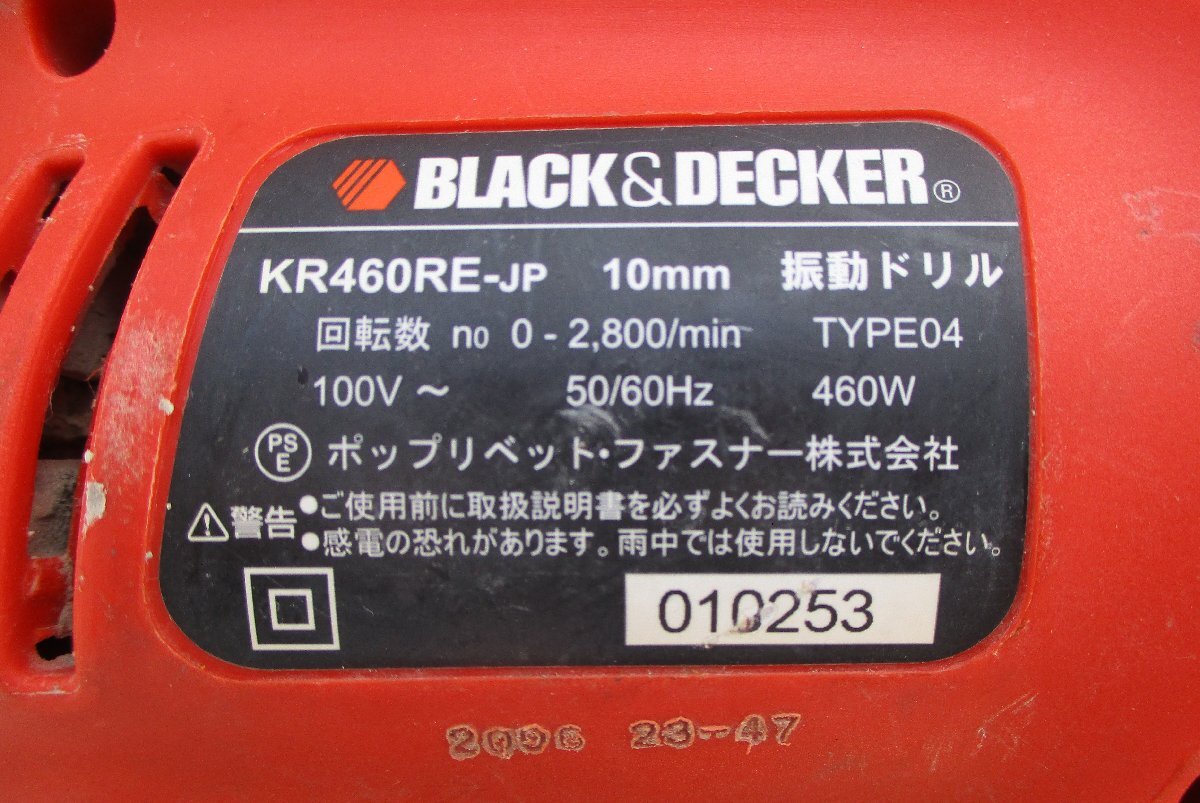 BLACK&DECKER®
KR460RE-JP 10mm 振動ドリル
回転数 n0 0 - 2,800/min TYPE04
100V ～ 50/60Hz 460W
PS E ポップリベット・ファスナー株式会社
警告 ●ご使用前に取扱説明書を必ずよくお読みください。
●感電の恐れがあります。雨中では使用しないでください。
010253
2006 23-47